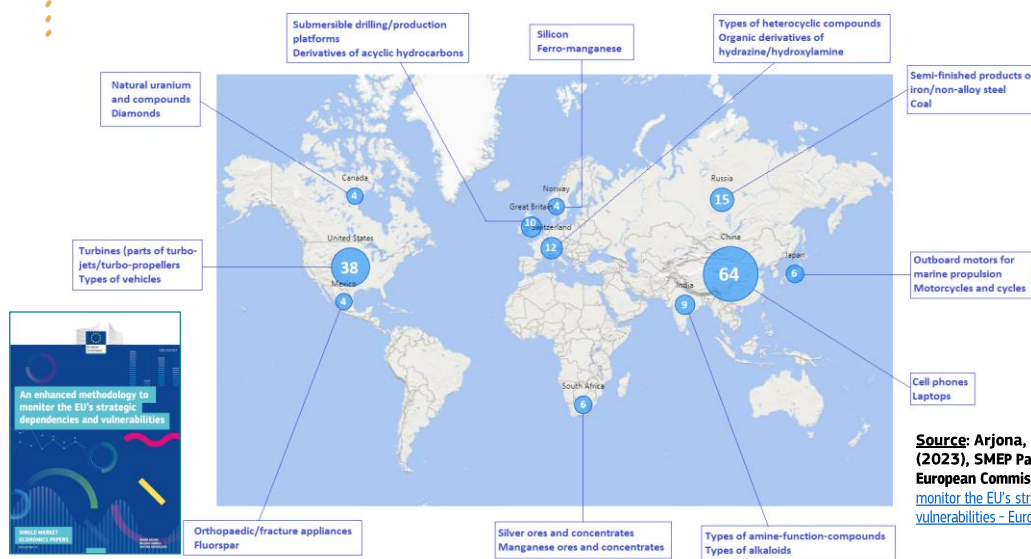 Submersible drilling/production
platforms
Derivatives of acyclic hydrocarbons
Silicon
Ferro-manganese
Types of heterocyclic compounds
Organic derivatives of
hydrazine/hydroxylamine
Natural uranium
and compounds
Diamonds
Semi-finished products o
iron/non-alloy steel
Coal
Canada
4
Norway
4
Great Britain
10
Switzerland
12
Russia
15
United States
38
Mexico
4
China
64
Japan
6
India
9
South Africa
6
Turbines (parts of turbo-
jets/turbo-propellers
Types of vehicles
Outboard motors for
marine propulsion
Motorcycles and cycles
Cell phones
Laptops
An enhanced methodology to
monitor the EU's strategic
dependencies and vulnerabilities
SINGLE MARKET
ECONOMICS PAPERS
Source: Arjona,
(2023), SMEP Pa
European Commis
monitor the EU's stra
vulnerabilities - Euro
Orthopaedic/fracture appliances
Fluorspar
Silver ores and concentrates
Manganese ores and concentrates
Types of amine-function-compounds
Types of alkaloids